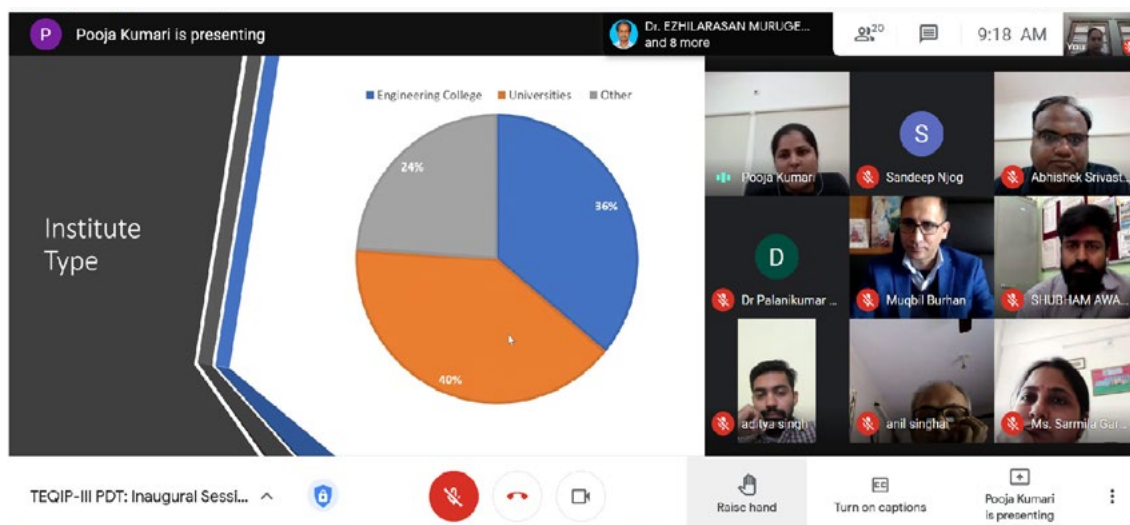 P
Pooja Kumari is presenting
Dr. EZHILARASAN MURUGE...
and 8 more
20
9:18 AM
You
Engineering College
Universities
Other
24%
36%
40%
Institute
Type
Pooja Kumari
S
Sandeep Njog
Abhishek Srivast...
D
Dr Palanikumar ...
Muqbil Burhan
SHUBHAM AWA...
aditya singh
anil singhal
Ms. Sarmila Gar...
TEQIP-III PDT: Inaugural Sessi...
Raise hand
CC
Turn on captions
Pooja Kumari
is presenting